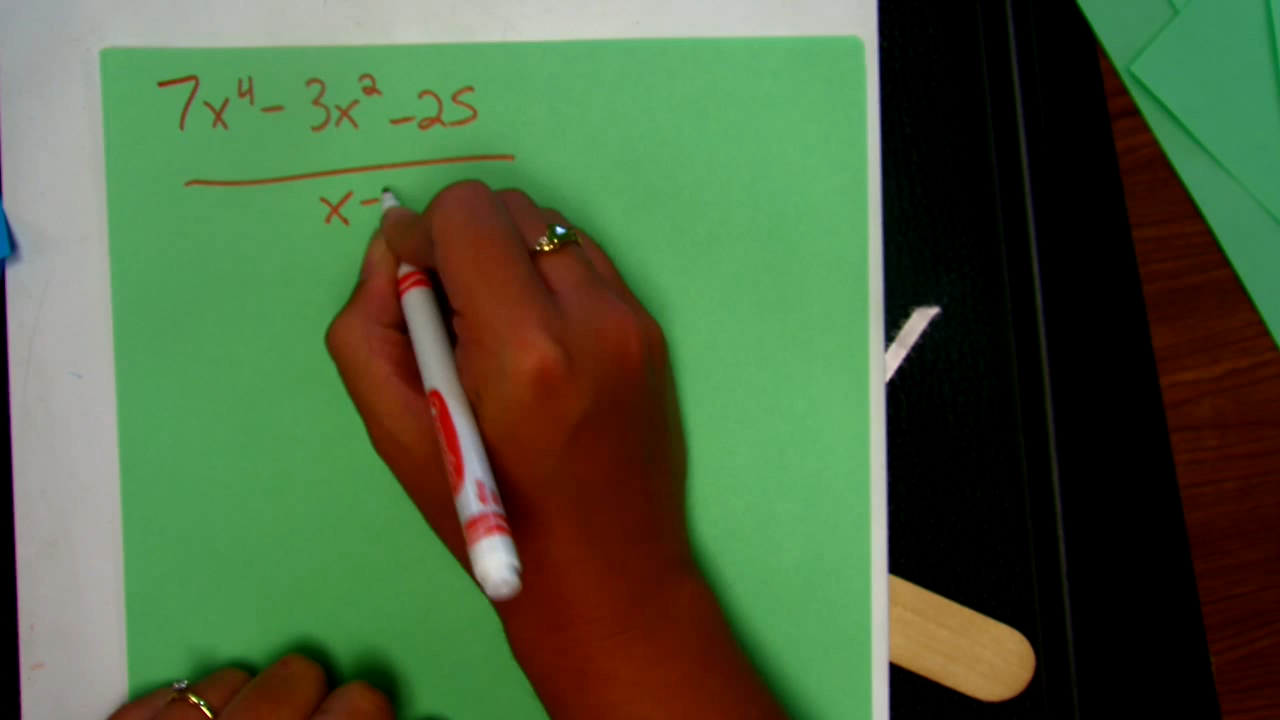 7x⁴ - 3x² - 25
x -